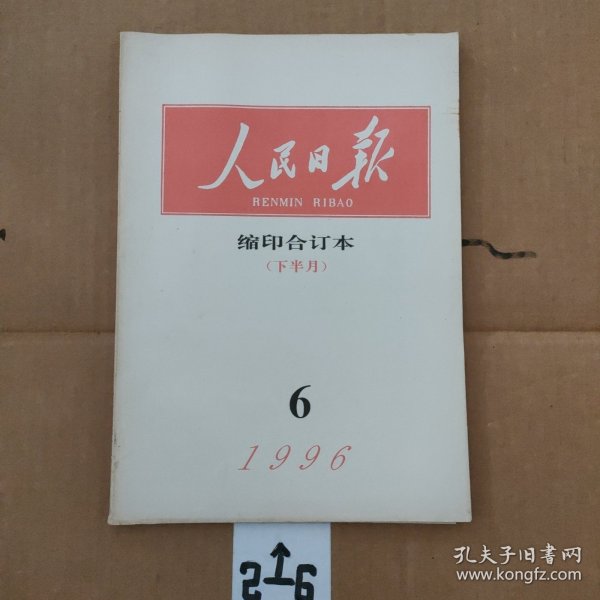 人民日报
RENMIN RIBAO
缩印合订本
(下半月)
6
1996
216
孔夫子旧书网
www.kongfz.com